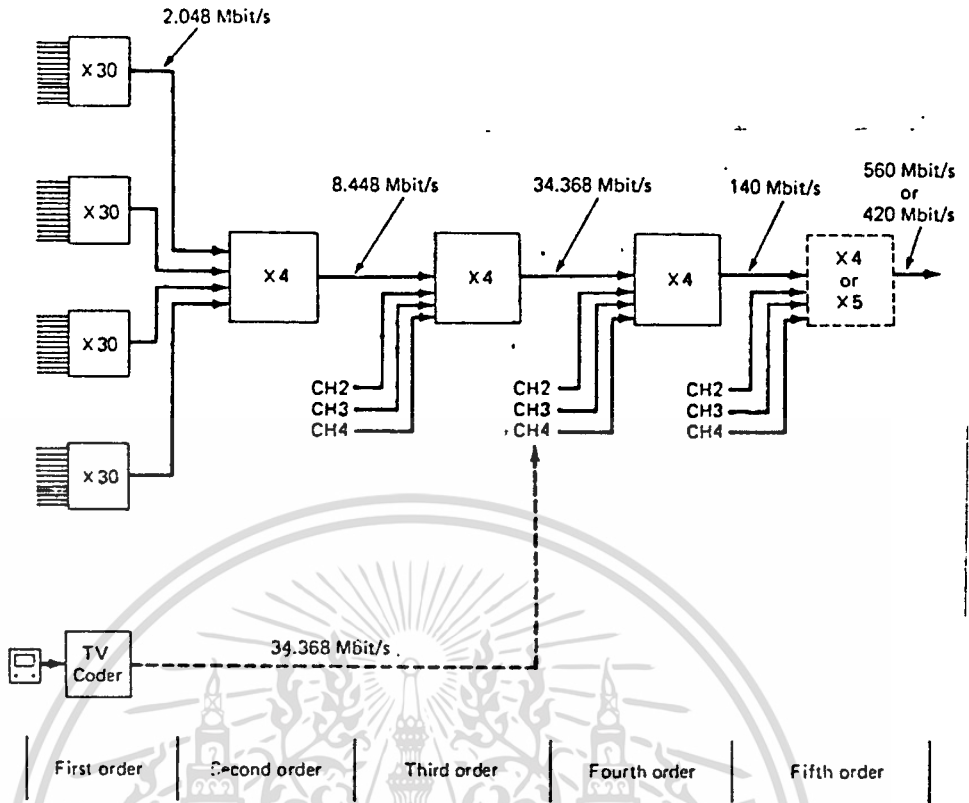 2.048 Mbit/s
X 30
X 30
X 30
X 30
X 4
8.448 Mbit/s
X 4
CH2
CH3
CH4
34.368 Mbit/s
X 4
CH2
CH3
CH4
140 Mbit/s
X 4
or
X 5
CH2
CH3
CH4
560 Mbit/s
or
420 Mbit/s
TV
Coder
34.368 Mbit/s
First order
Second order
Third order
Fourth order
Fifth order